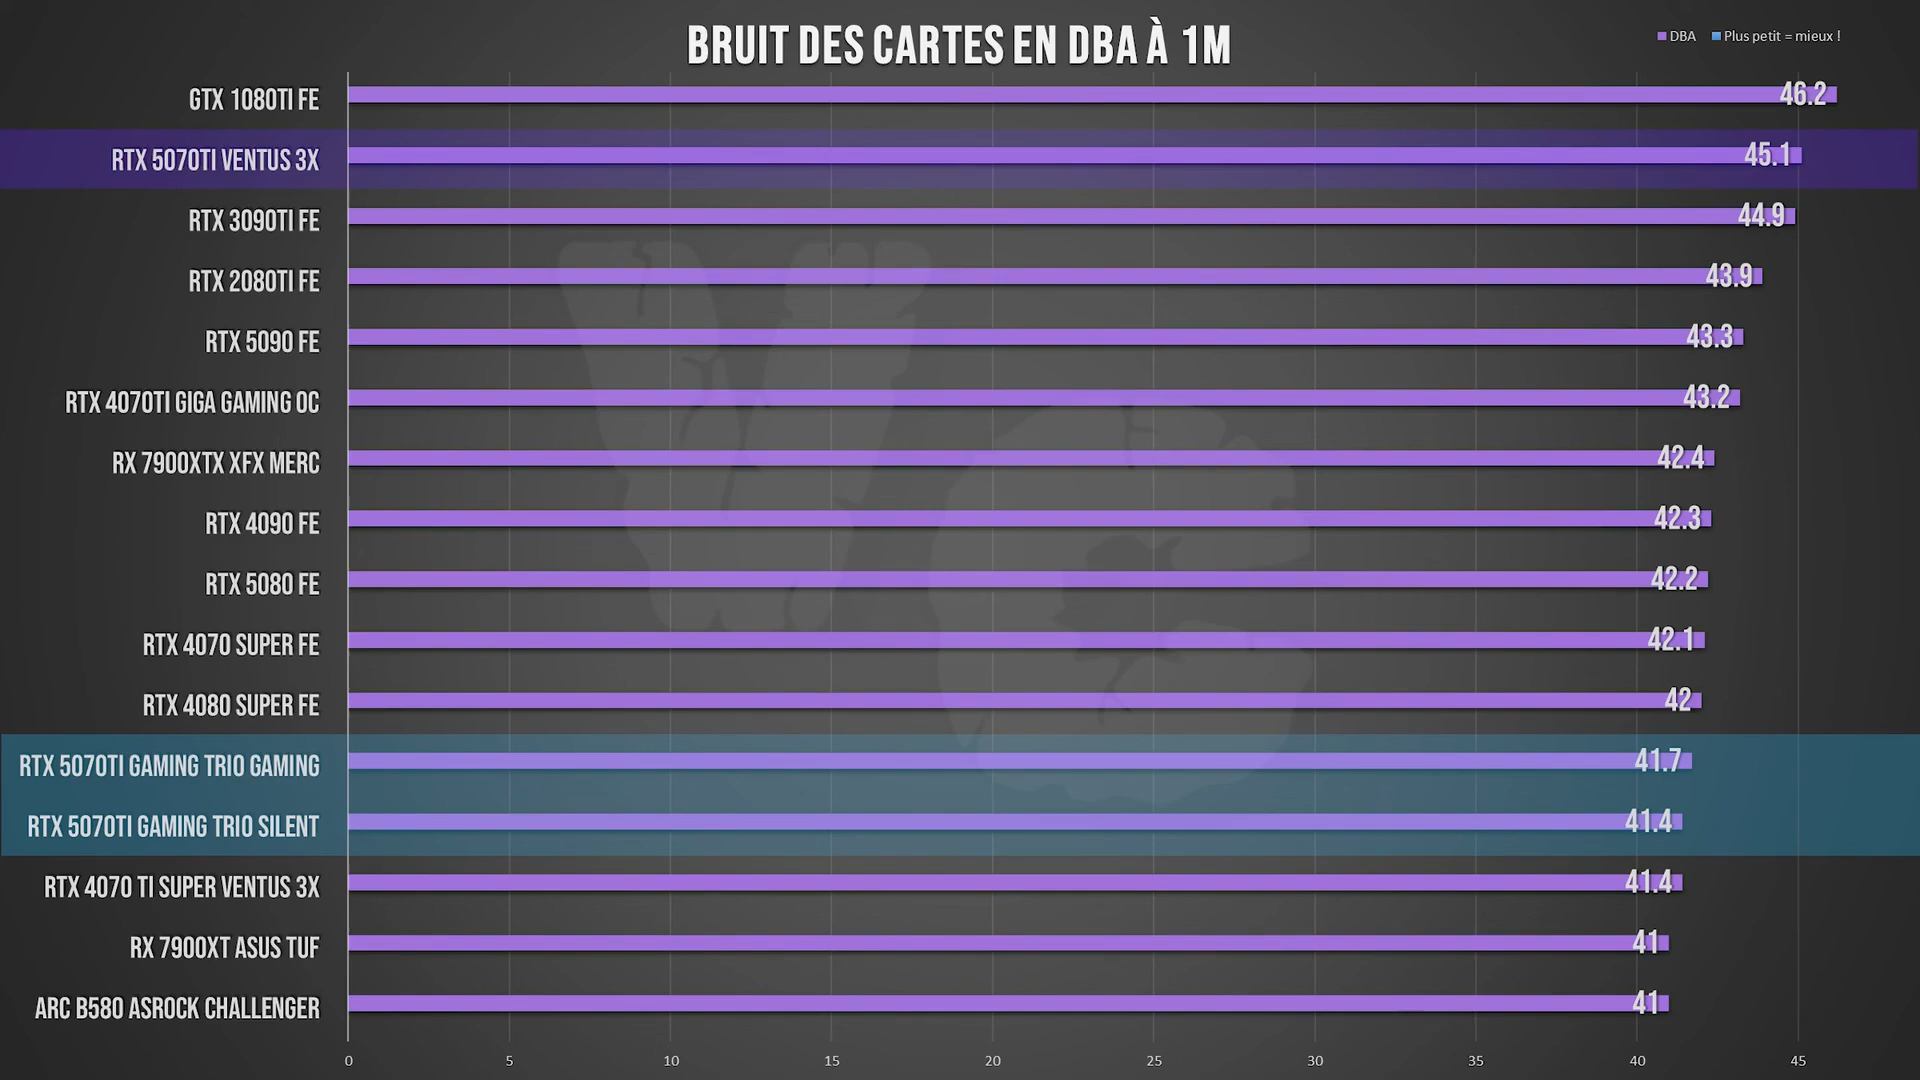 BRUIT DES CARTES EN DBA À 1M
DBA Plus petit = mieux !
GTX 1080TI FE 46.2
RTX 5070TI VENTUS 3X 45.1
RTX 3090TI FE 44.9
RTX 2080TI FE 43.9
RTX 5090 FE 43.3
RTX 4070TI GIGA GAMING OC 43.2
RX 7900XTX XFX MERC 42.4
RTX 4090 FE 42.3
RTX 5080 FE 42.2
RTX 4070 SUPER FE 42.1
RTX 4080 SUPER FE 42
RTX 5070TI GAMING TRIO GAMING 41.7
RTX 5070TI GAMING TRIO SILENT 41.4
RTX 4070 TI SUPER VENTUS 3X 41.4
RX 7900XT ASUS TUF 41
ARC B580 ASROCK CHALLENGER 41
0 5 10 15 20 25 30 35 40 45